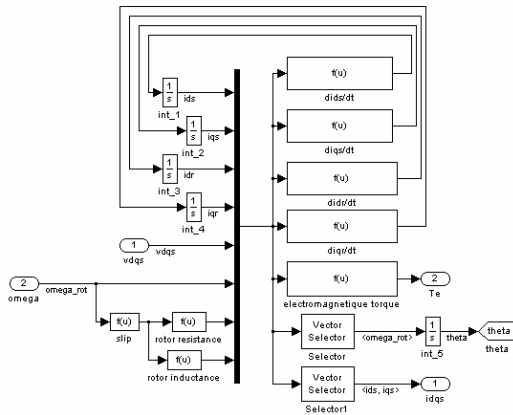 1
s
ids
int_1
1
s
iqs
int_2
1
s
idr
int_3
1
s
iqr
int_4
1
vdqs
vdqs
2
omega
omega_rot
f(u)
slip
f(u)
rotor resistance
f(u)
rotor inductance
f(u)
dids/dt
f(u)
diqs/dt
f(u)
didr/dt
f(u)
diqr/dt
f(u)
electromagnetique torque
2
Te
Vector
Selector
Selector
<omega_rot>
1
s
int_5
theta
theta
theta
Vector
Selector
Selector1
<ids, iqs>
1
idqs